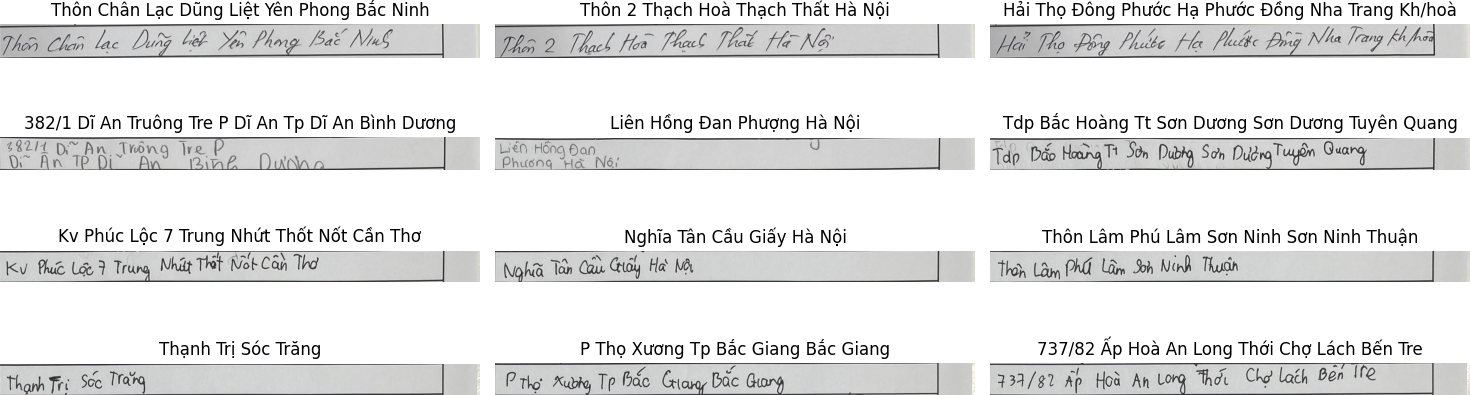 Thôn Chân Lạc Dũng Liệt Yên Phong Bắc Ninh
Thôn Chân Lạc Dũng Liệt Yên Phong Bắc Ninh
Thôn 2 Thạch Hoà Thạch Thất Hà Nội
Thôn 2 Thạch Hoà Thạch Thất Hà Nội
Hải Thọ Đông Phước Hạ Phước Đồng Nha Trang Kh/hoà
Hải Thọ Đông Phước Hạ Phước Đồng Nha Trang Kh/hoà
382/1 Dĩ An Truông Tre P Dĩ An Tp Dĩ An Bình Dương
382/1 Dĩ An Trông Tre P
Dĩ An TP Dĩ An Bình Dương
Liên Hồng Đan Phượng Hà Nội
Liên Hồng Đan
Phượng Hà Nội
Tdp Bắc Hoàng Tt Sơn Dương Sơn Dương Tuyên Quang
Tdp Bắc Hoàng Tt Sơn Dương Sơn Dương Tuyên Quang
Kv Phúc Lộc 7 Trung Nhứt Thốt Nốt Cần Thơ
Kv Phúc Lộc 7 Trung Nhứt Thốt Nốt Cần Thơ
Nghĩa Tân Cầu Giấy Hà Nội
Nghĩa Tân Cầu Giấy Hà Nội
Thôn Lâm Phú Lâm Sơn Ninh Sơn Ninh Thuận
Thôn Lâm Phú Lâm Sơn Ninh Thuận
Thạnh Trị Sóc Trăng
Thạnh Trị Sóc Trăng
P Thọ Xương Tp Bắc Giang Bắc Giang
P Thọ Xương Tp Bắc Giang Bắc Giang
737/82 Ấp Hoà An Long Thới Chợ Lách Bến Tre
737/82 Ấp Hoà An Long Thới Chợ Lách Bến Tre